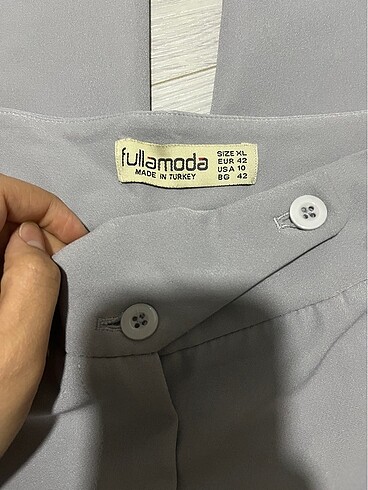 fullamoda
MADE IN TURKEY
SIZE XL
EUR 42
USA 10
BG 42